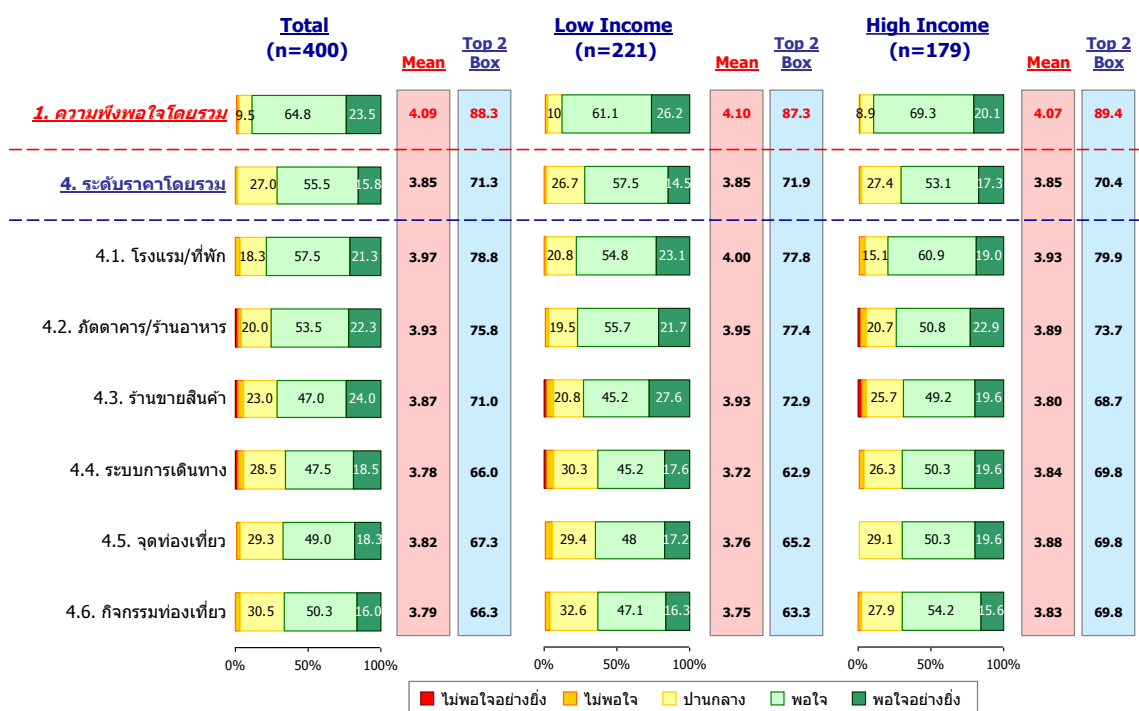 Total Low Income High Income
(n=400) (n=221) (n=179)
Mean Top 2 Box Mean Top 2 Box Mean Top 2 Box
1. ความพึงพอใจโดยรวม 9.5 64.8 23.5 4.09 88.3 10 61.1 26.2 4.10 87.3 8.9 69.3 20.1 4.07 89.4
4. ระดับราคาโดยรวม 27.0 55.5 15.8 3.85 71.3 26.7 57.5 14.5 3.85 71.9 27.4 53.1 17.3 3.85 70.4
4.1. โรงแรม/ที่พัก 18.3 57.5 21.3 3.97 78.8 20.8 54.8 23.1 4.00 77.8 15.1 60.9 19.0 3.93 79.9
4.2. ภัตตาคาร/ร้านอาหาร 20.0 53.5 22.3 3.93 75.8 19.5 55.7 21.7 3.95 77.4 20.7 50.8 22.9 3.89 73.7
4.3. ร้านขายสินค้า 23.0 47.0 24.0 3.87 71.0 20.8 45.2 27.6 3.93 72.9 25.7 49.2 19.6 3.80 68.7
4.4. ระบบการเดินทาง 28.5 47.5 18.5 3.78 66.0 30.3 45.2 17.6 3.72 62.9 26.3 50.3 19.6 3.84 69.8
4.5. จุดท่องเที่ยว 29.3 49.0 18.3 3.82 67.3 29.4 48 17.2 3.76 65.2 29.1 50.3 19.6 3.88 69.8
4.6. กิจกรรมท่องเที่ยว 30.5 50.3 16.0 3.79 66.3 32.6 47.1 16.3 3.75 63.3 27.9 54.2 15.6 3.83 69.8
0% 50% 100% 0% 50% 100% 0% 50% 100%
ไม่พอใจอย่างยิ่ง ไม่พอใจ ปานกลาง พอใจ พอใจอย่างยิ่ง